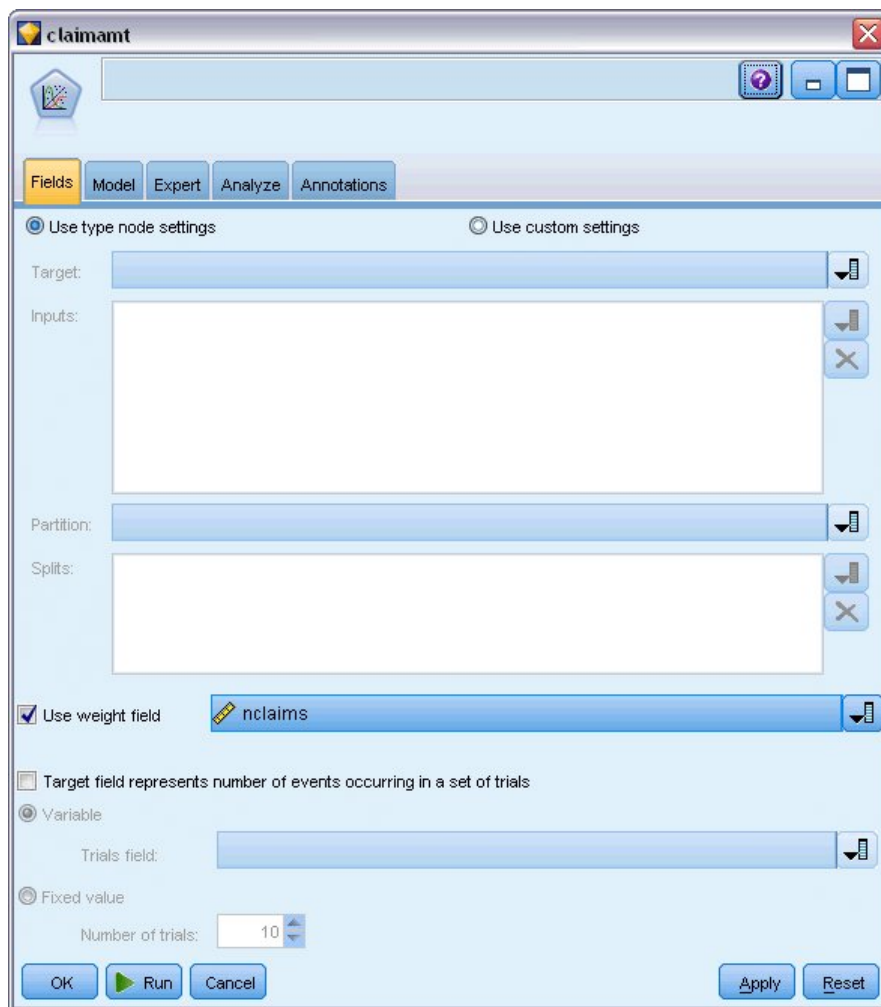 claimamt
Fields Model Expert Analyze Annotations
Use type node settings Use custom settings
Target:
Inputs:
Partition:
Splits:
Use weight field nclaims
Target field represents number of events occurring in a set of trials
Variable
Trials field:
Fixed value
Number of trials: 10
OK Run Cancel Apply Reset